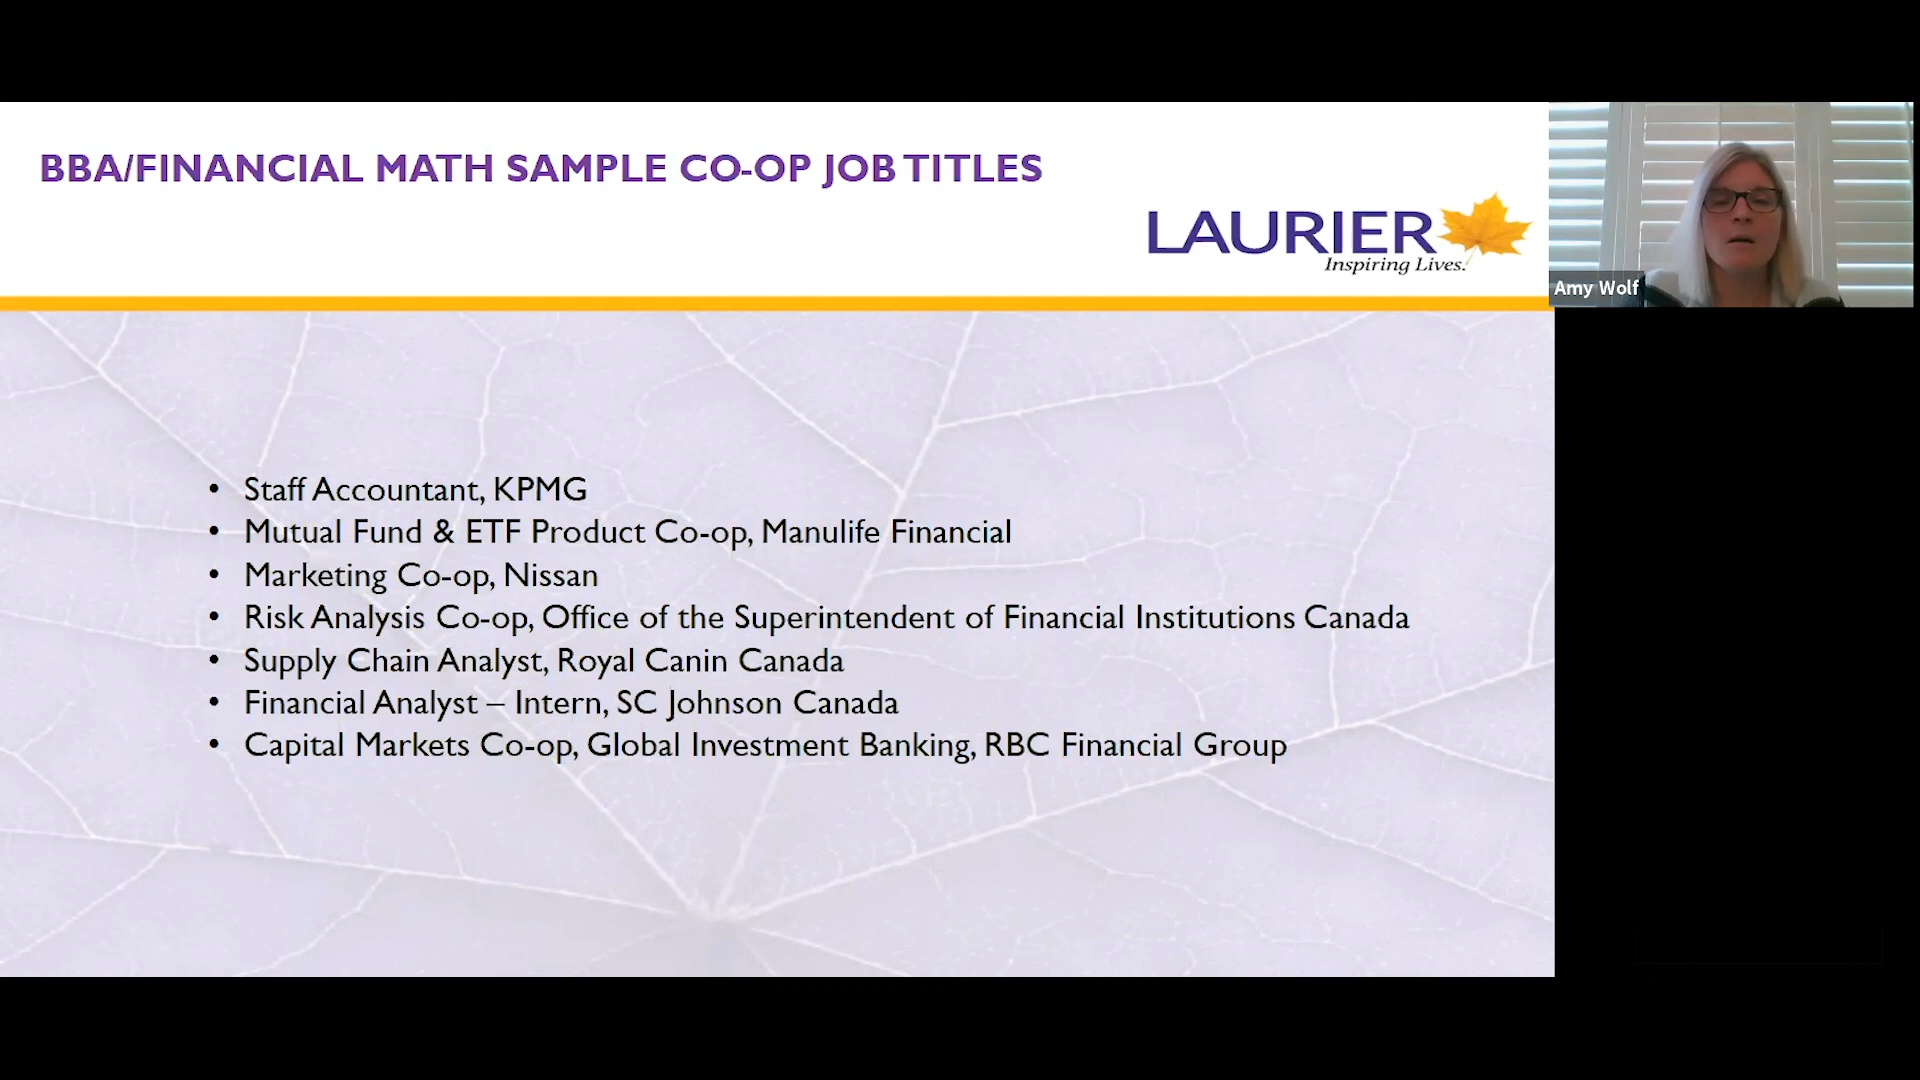 BBA/FINANCIAL MATH SAMPLE CO-OP JOB TITLES
LAURIER
Inspiring Lives.
Amy Wolf
• Staff Accountant, KPMG
• Mutual Fund & ETF Product Co-op, Manulife Financial
• Marketing Co-op, Nissan
• Risk Analysis Co-op, Office of the Superintendent of Financial Institutions Canada
• Supply Chain Analyst, Royal Canin Canada
• Financial Analyst – Intern, SC Johnson Canada
• Capital Markets Co-op, Global Investment Banking, RBC Financial Group